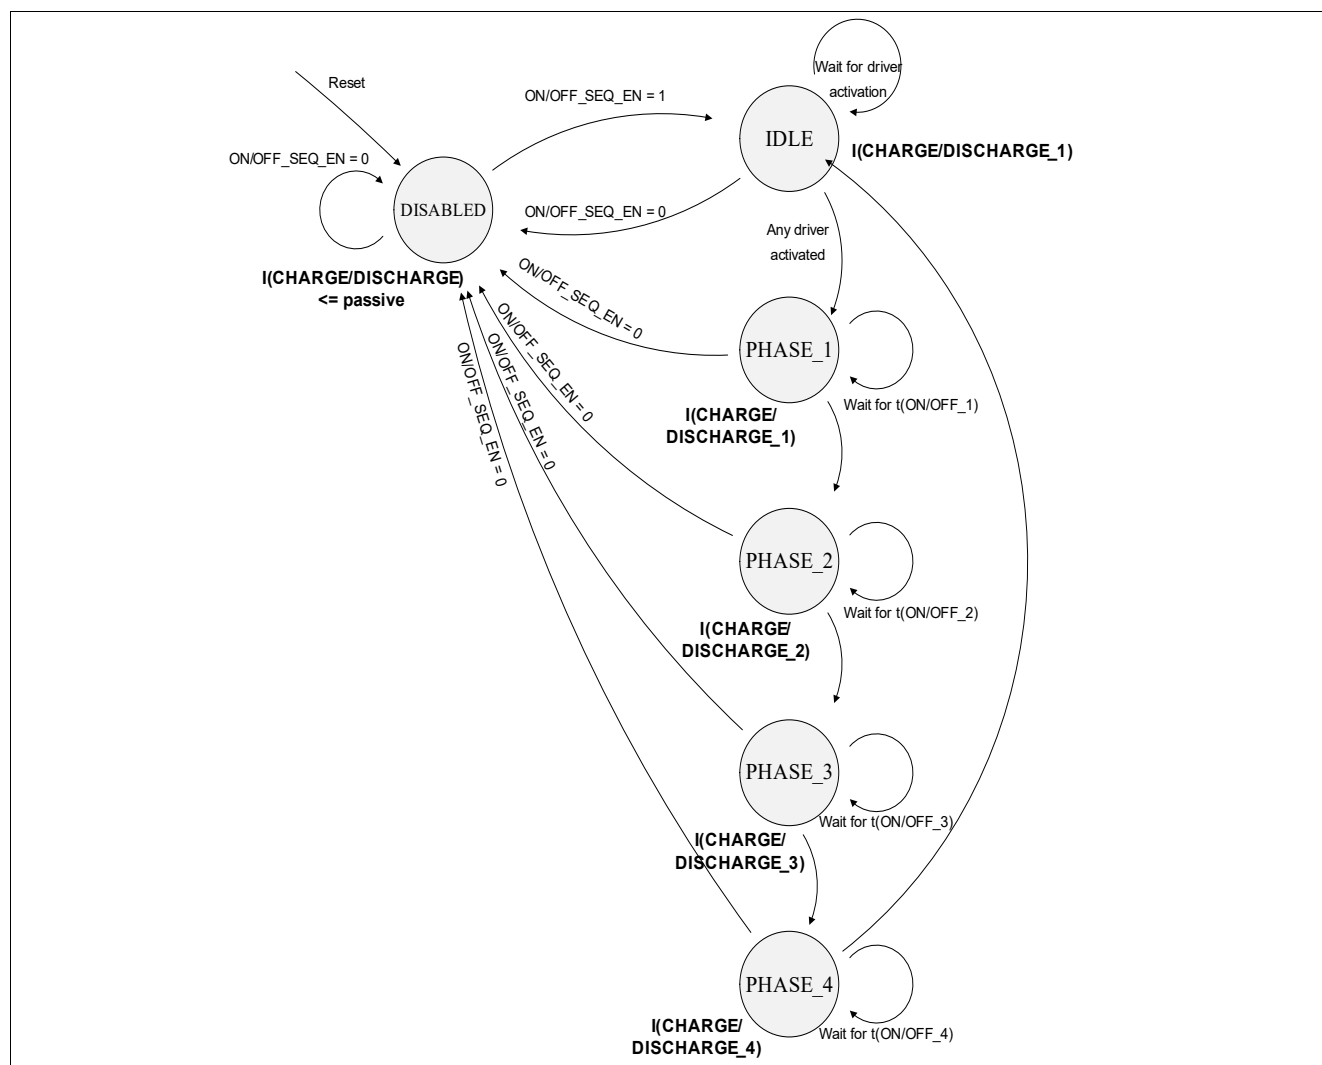 Wait for driver
activation
Reset
ON/OFF_SEQ_EN = 1
IDLE
I(CHARGE/DISCHARGE_1)
ON/OFF_SEQ_EN = 0
DISABLED
ON/OFF_SEQ_EN = 0
Any driver
activated
I(CHARGE/DISCHARGE)
<= passive
ON/OFF_SEQ_EN = 0
PHASE_1
Wait for t(ON/OFF_1)
I(CHARGE/
DISCHARGE_1)
ON/OFF_SEQ_EN = 0
ON/OFF_SEQ_EN = 0
ON/OFF_SEQ_EN = 0
PHASE_2
Wait for t(ON/OFF_2)
I(CHARGE/
DISCHARGE_2)
PHASE_3
Wait for t(ON/OFF_3)
I(CHARGE/
DISCHARGE_3)
PHASE_4
Wait for t(ON/OFF_4)
I(CHARGE/
DISCHARGE_4)